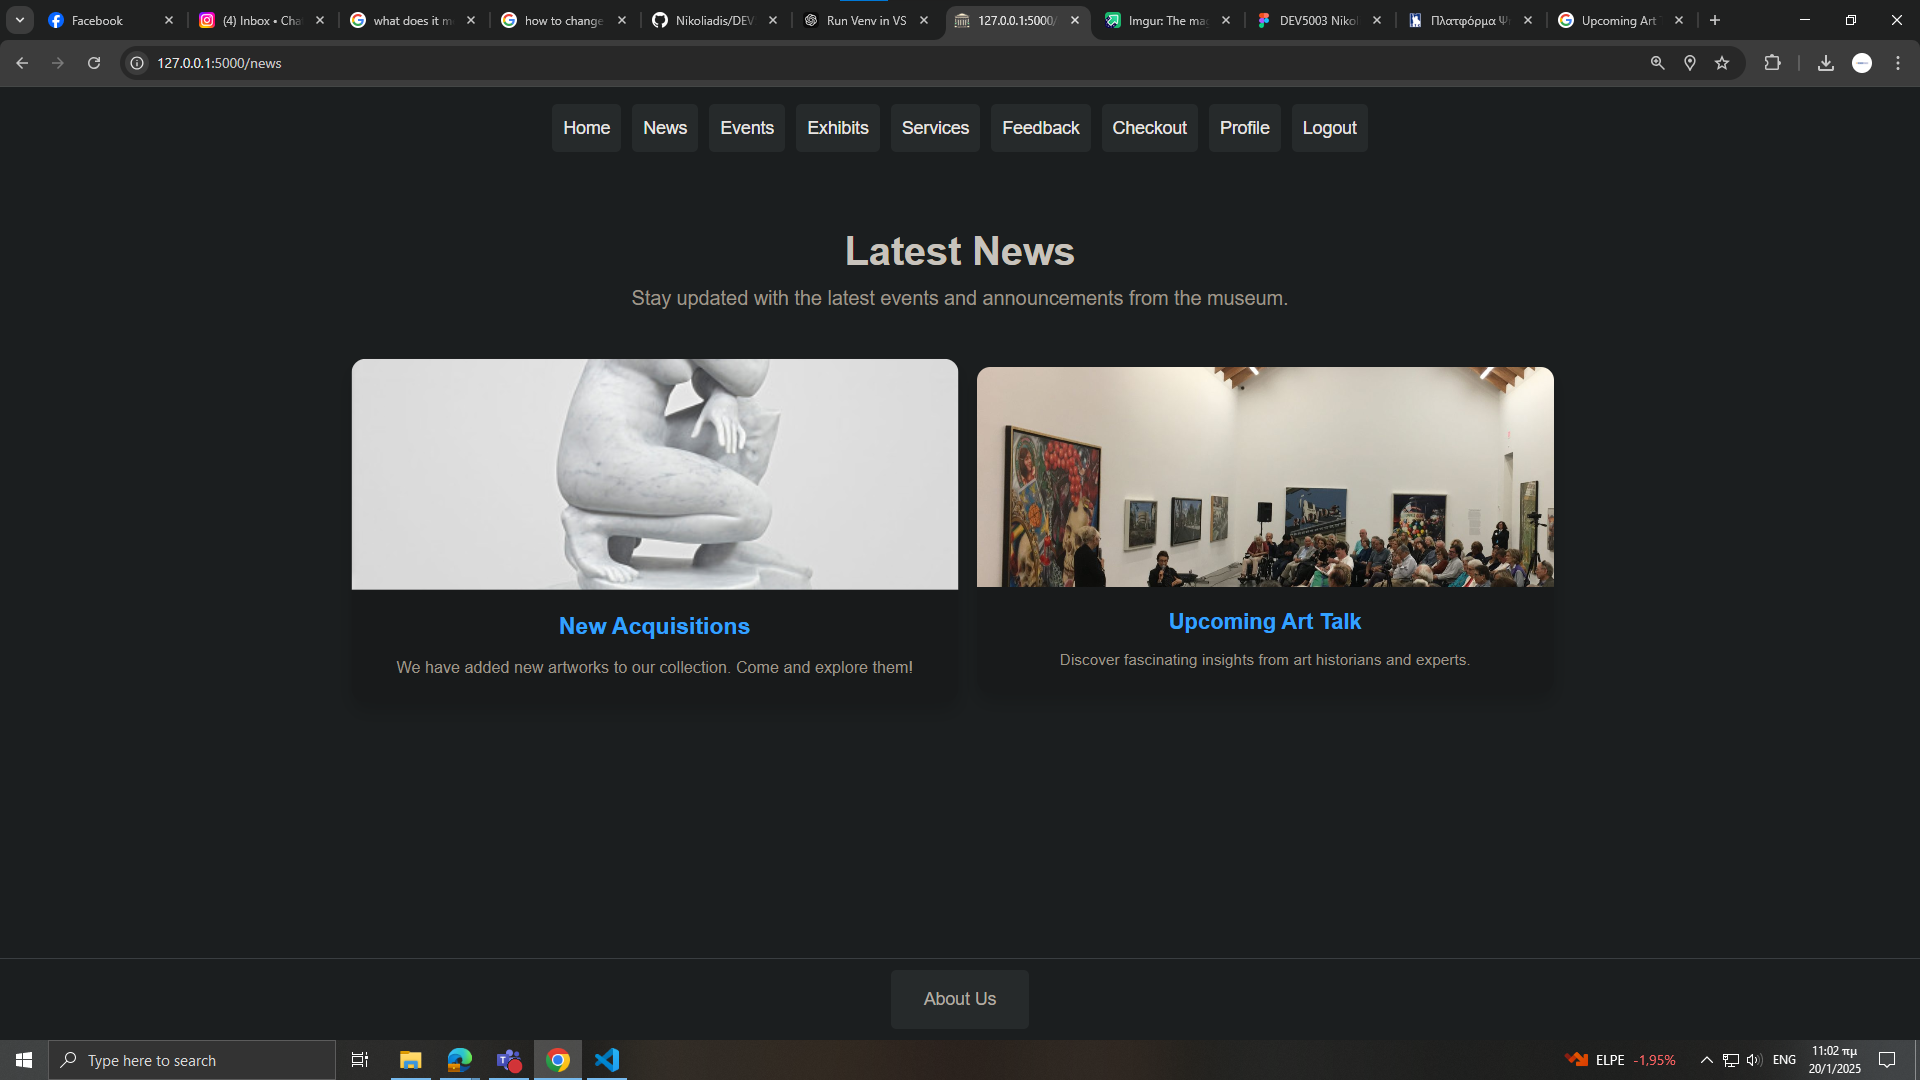 Facebook
(4) Inbox • Cha
what does it m
how to change
Nikoliadis/DEV
Run Venv in VS
127.0.0.1:5000/
Imgur: The mag
DEV5003 Nikol
Πλατφόρμα Ψ
Upcoming Art
127.0.0.1:5000/news
Home
News
Events
Exhibits
Services
Feedback
Checkout
Profile
Logout
Latest News
Stay updated with the latest events and announcements from the museum.
New Acquisitions
We have added new artworks to our collection. Come and explore them!
Upcoming Art Talk
Discover fascinating insights from art historians and experts.
About Us
Type here to search
ELPE -1,95%
ENG
11:02 πμ
20/1/2025